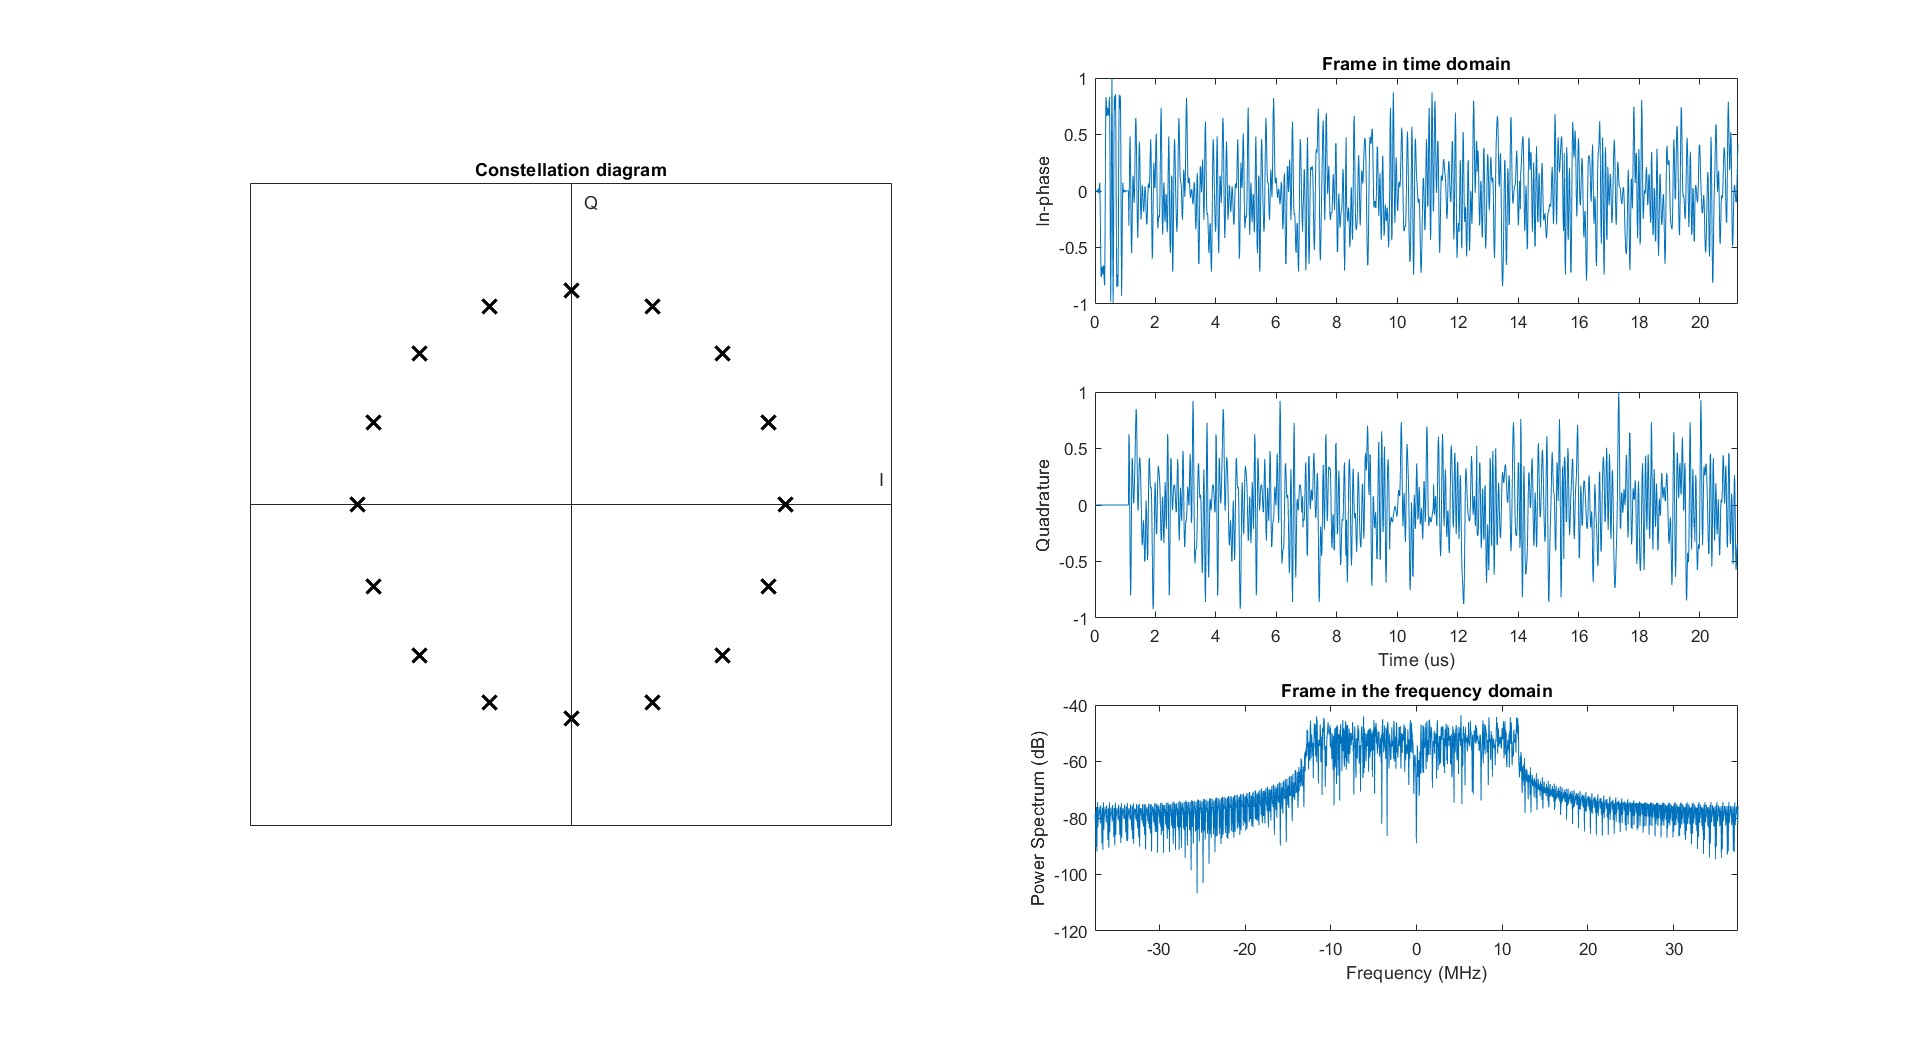 Constellation diagram
Q
I
Frame in time domain
In-phase
1
0.5
0
-0.5
-1
0 2 4 6 8 10 12 14 16 18 20
Quadrature
1
0.5
0
-0.5
-1
0 2 4 6 8 10 12 14 16 18 20
Time (us)
Frame in the frequency domain
Power Spectrum (dB)
-40
-60
-80
-100
-120
-30 -20 -10 0 10 20 30
Frequency (MHz)